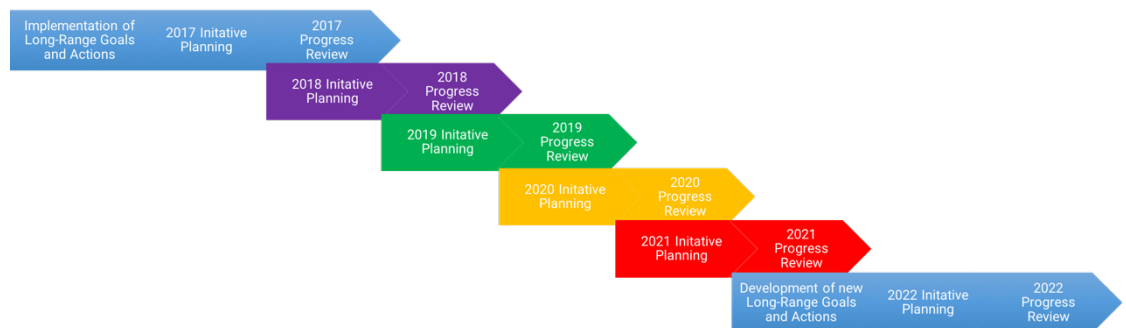 Implementation of
Long-Range Goals
and Actions
2017 Initative
Planning
2017
Progress
Review
2018 Initative
Planning
2018
Progress
Review
2019 Initative
Planning
2019
Progress
Review
2020 Initative
Planning
2020
Progress
Review
2021 Initative
Planning
2021
Progress
Review
Development of new
Long-Range Goals
and Actions
2022 Initative
Planning
2022
Progress
Review